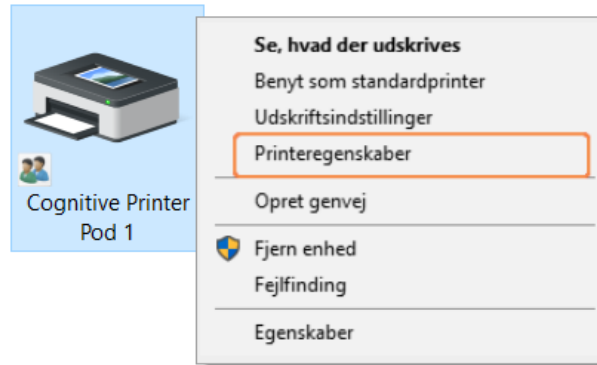 Cognitive Printer
Pod 1
Se, hvad der udskrives
Benyt som standardprinter
Udskriftsindstillinger
Printeregenskaber
Opret genvej
Fjern enhed
Fejlfinding
Egenskaber